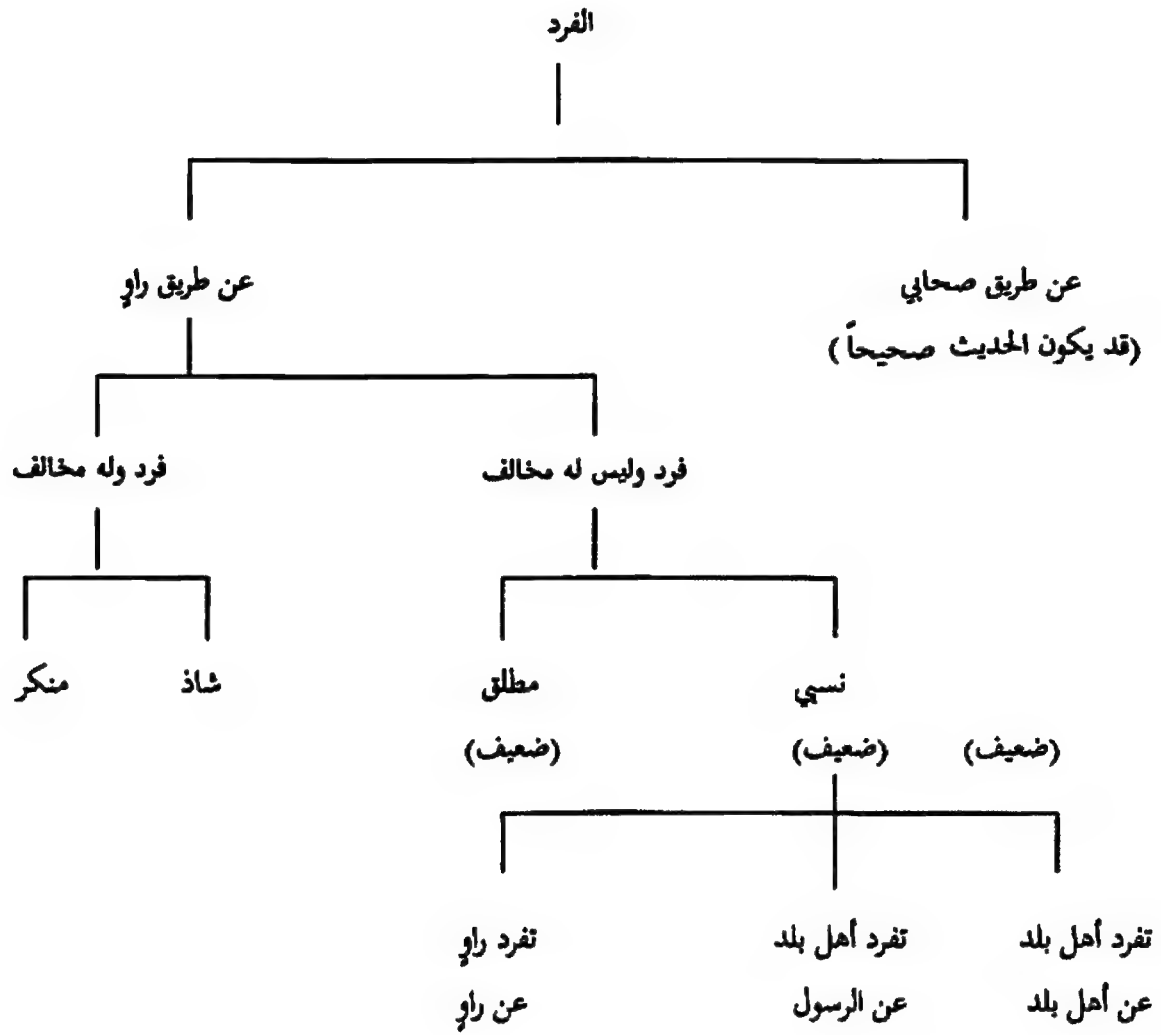 الفرد
عن طريق صحابي عن طريق راوٍ
(قد يكون الحديث صحيحاً)
فرد وليس له مخالف فرد وله مخالف
نسبي مطلق شاذ منكر
(ضعيف) (ضعيف) (ضعيف)
تفرد أهل بلد تفرد أهل بلد تفرد راوٍ
عن أهل بلد عن الرسول عن راوٍ